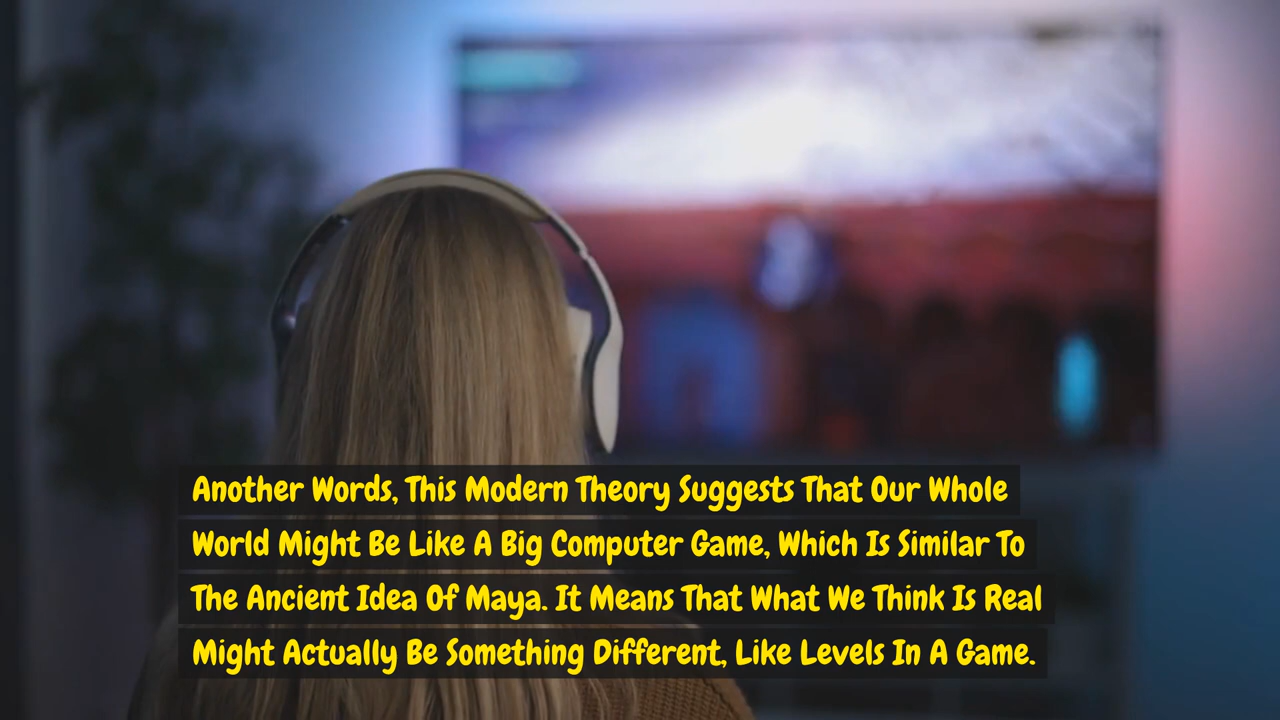 Another Words, This Modern Theory Suggests That Our Whole
World Might Be Like A Big Computer Game, Which Is Similar To
The Ancient Idea Of Maya. It Means That What We Think Is Real
Might Actually Be Something Different, Like Levels In A Game.